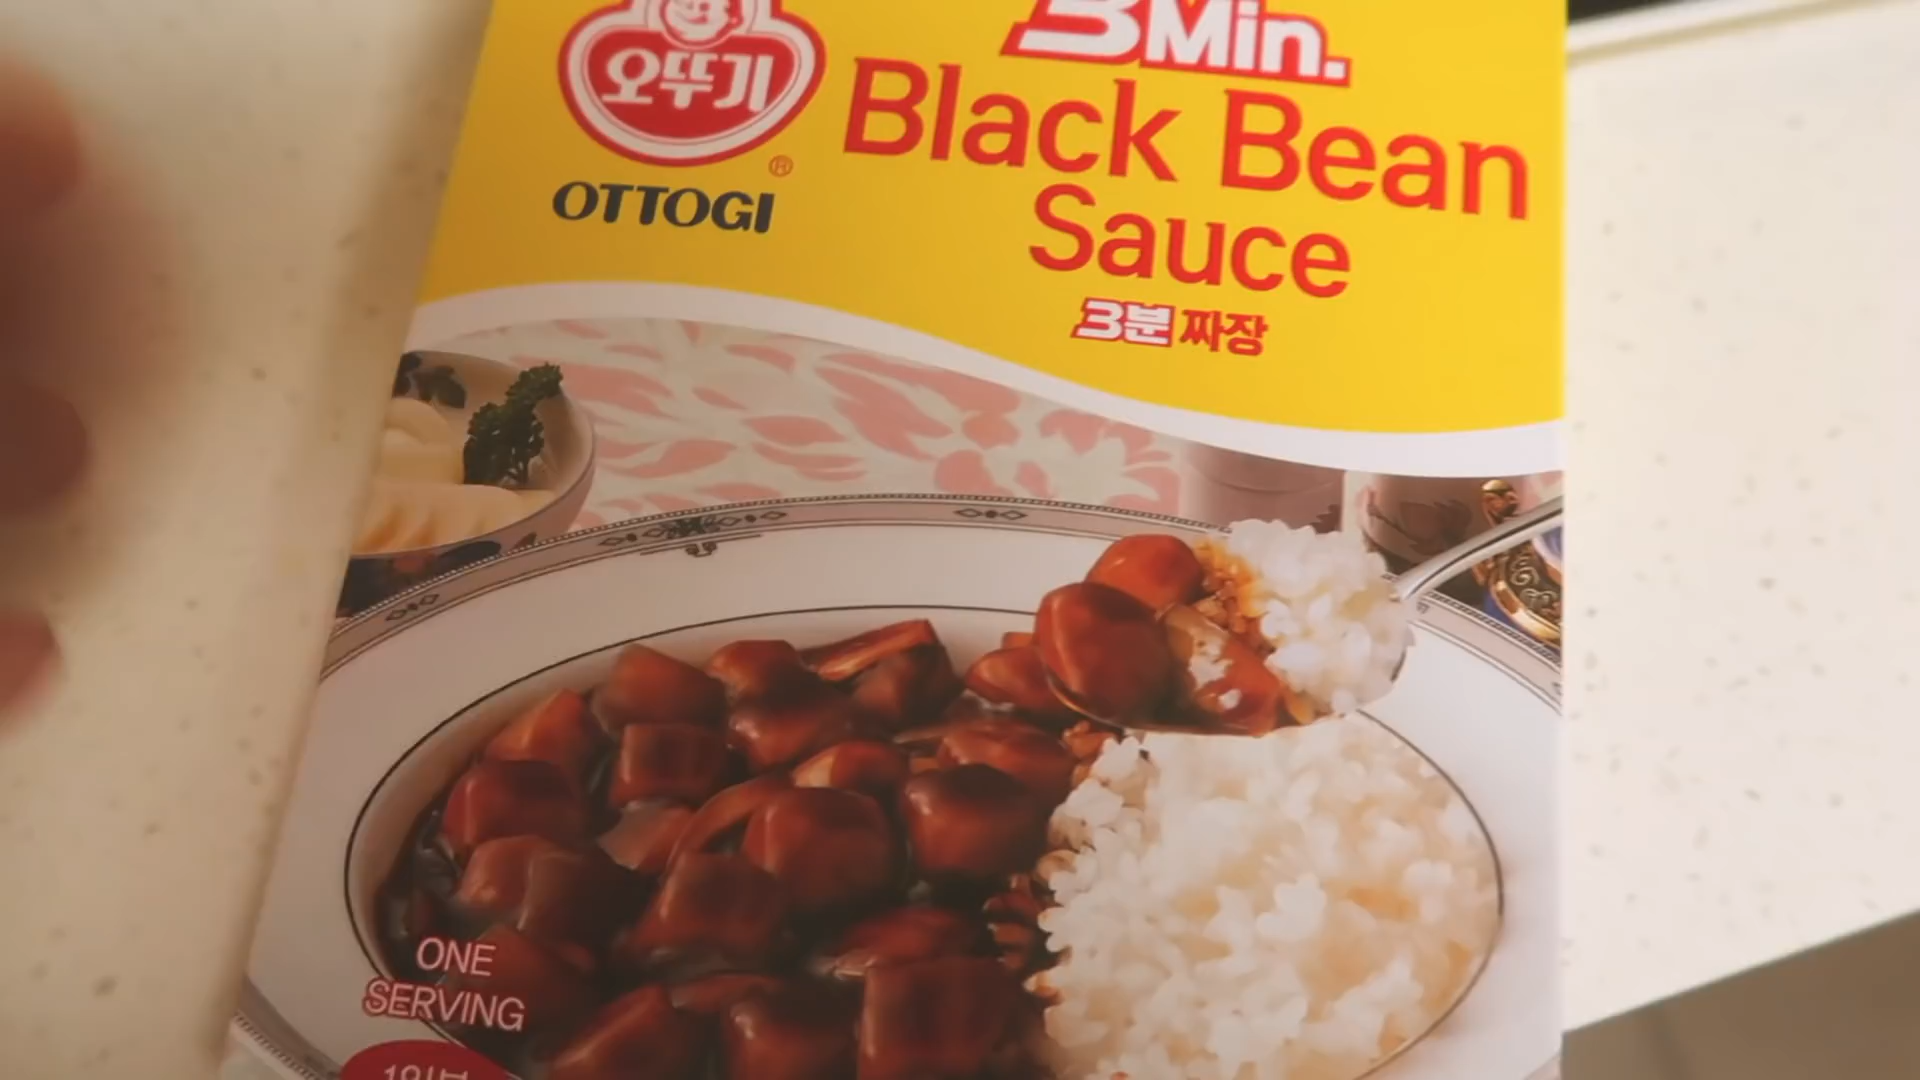 오뚜기
®
OTTOGI
3Min.
Black Bean
Sauce
3분 짜장
ONE
SERVING